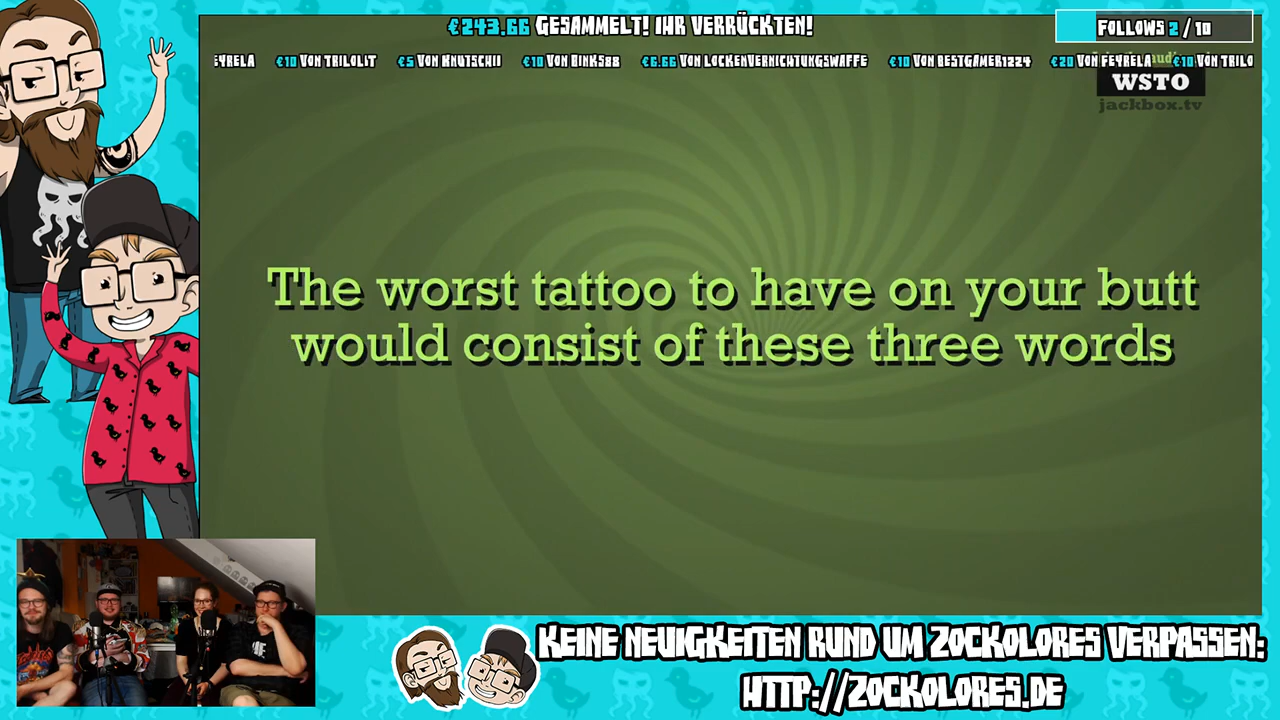 €243.66 GESAMMELT! IHR VERRÜCKTEN!
FOLLOWS 2 / 10
€10 VON TRILOLIT €5 VON KNUTSCHII €10 VON BINKS88 €6.66 VON LOCKENVERNICHTUNGSWAFFE €10 VON BESTGAMER1224 €20 VON FEYRELA €10 VON TRILO
WSTO
jackbox.tv
The worst tattoo to have on your butt
would consist of these three words
KEINE NEUIGKEITEN RUND UM ZOCKOLORES VERPASSEN:
HTTP://ZOCKOLORES.DE